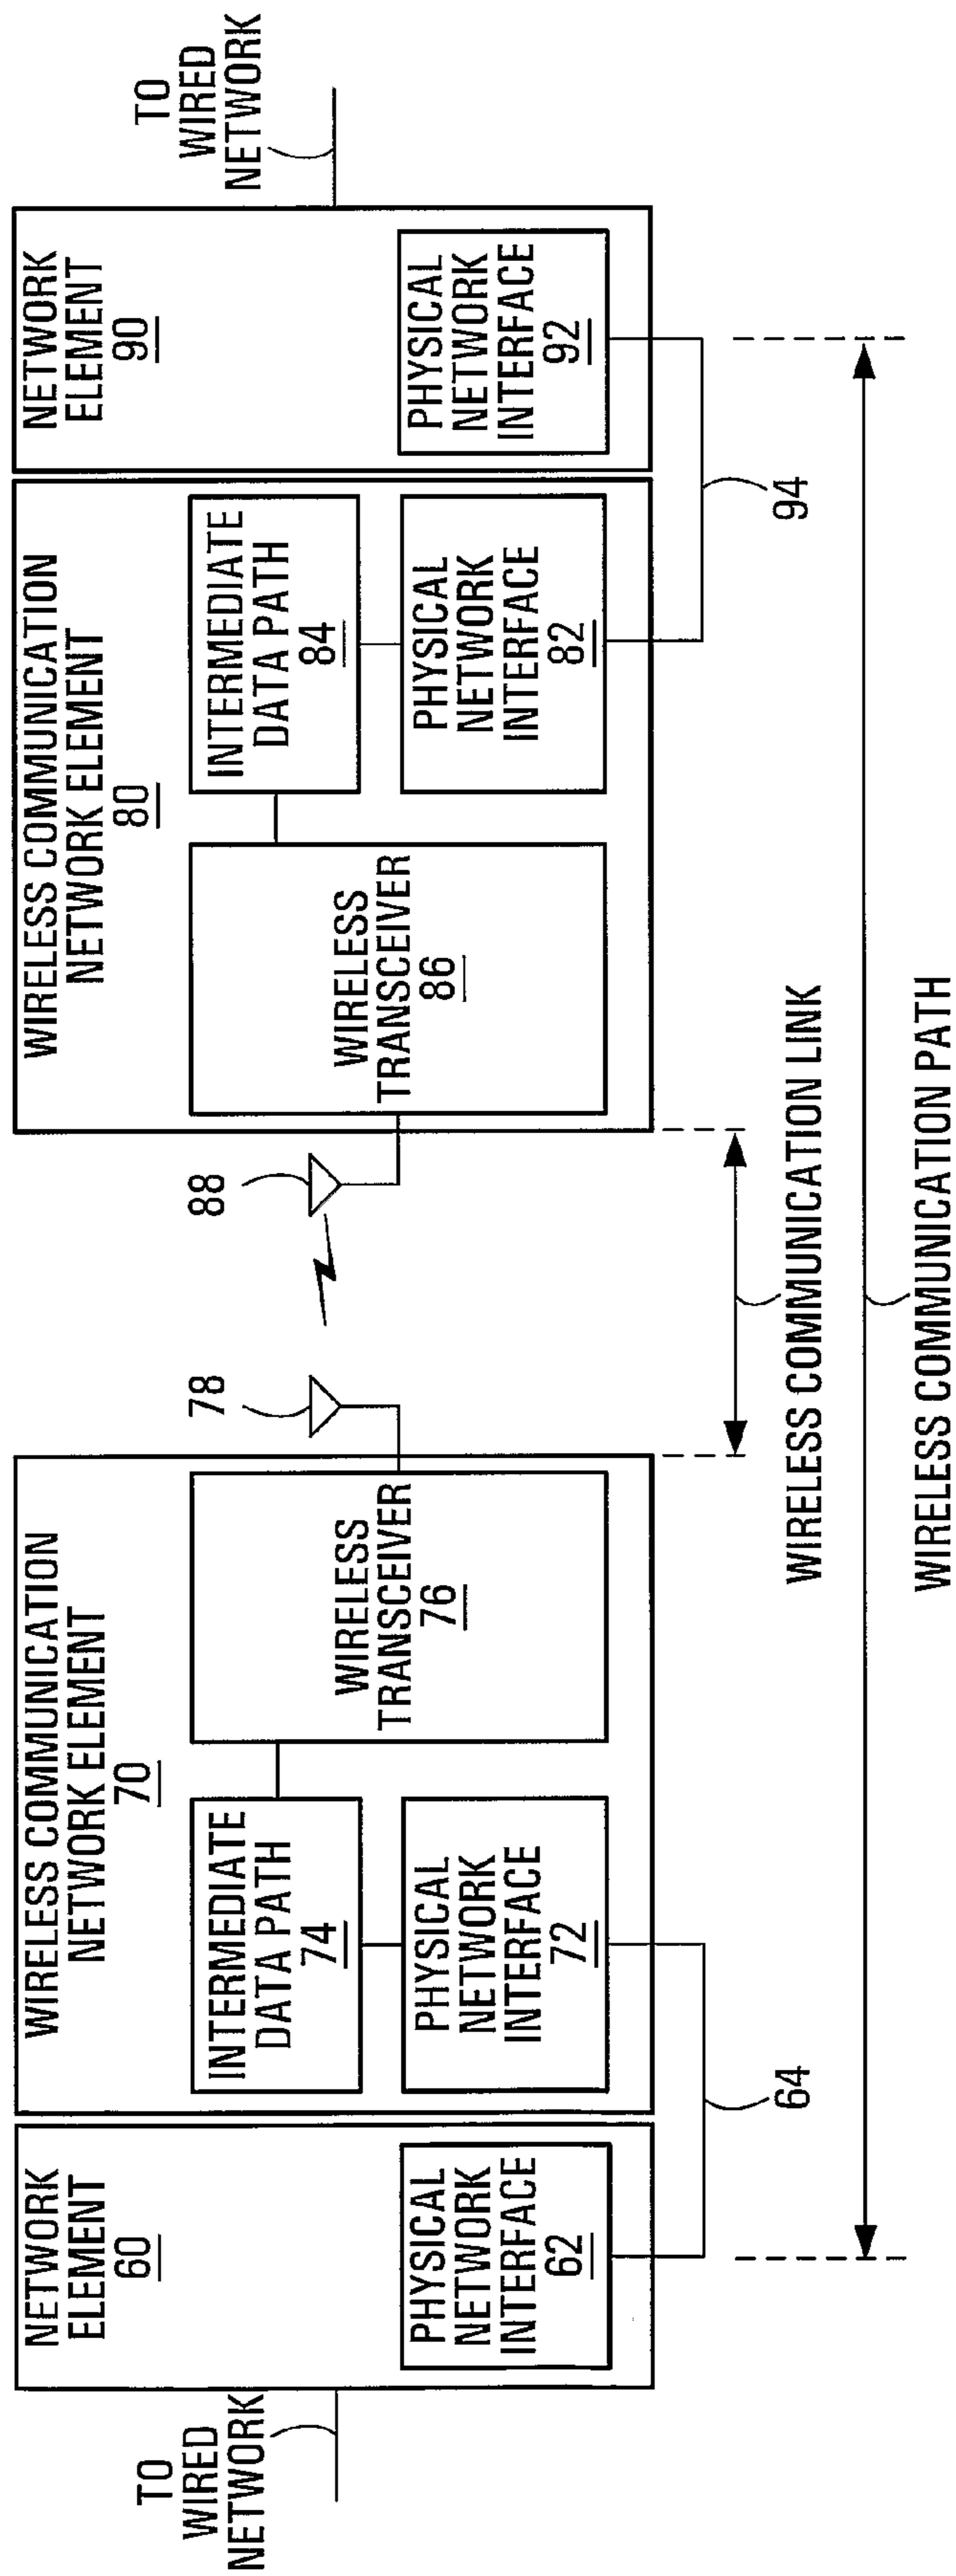 TO
WIRED
NETWORK
NETWORK
ELEMENT
60
PHYSICAL
NETWORK
INTERFACE
62
64
WIRELESS COMMUNICATION
NETWORK ELEMENT
70
INTERMEDIATE
DATA PATH
74
PHYSICAL
NETWORK
INTERFACE
72
WIRELESS
TRANSCEIVER
76
78
88
WIRELESS COMMUNICATION
NETWORK ELEMENT
80
WIRELESS
TRANSCEIVER
86
INTERMEDIATE
DATA PATH
84
PHYSICAL
NETWORK
INTERFACE
82
94
NETWORK
ELEMENT
90
PHYSICAL
NETWORK
INTERFACE
92
TO
WIRED
NETWORK
WIRELESS COMMUNICATION LINK
WIRELESS COMMUNICATION PATH